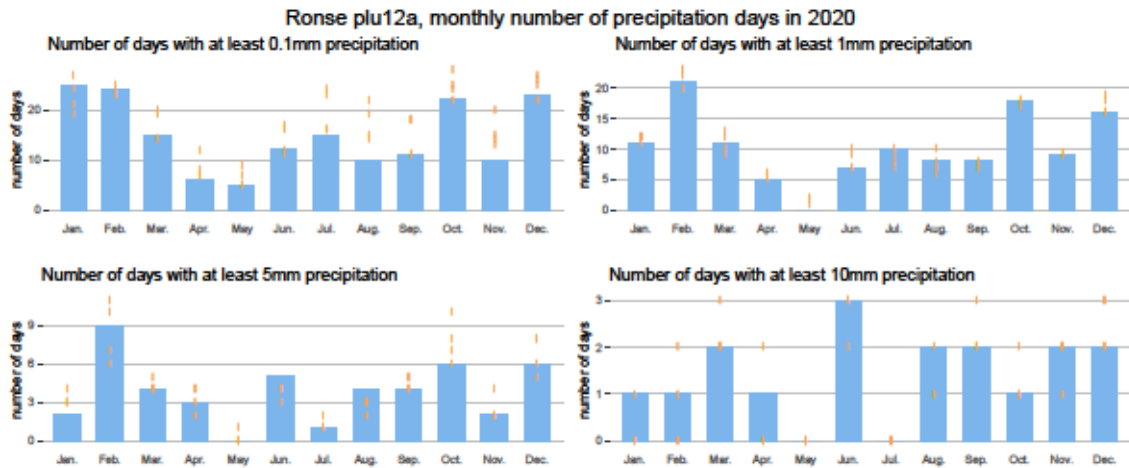 Ronse plu12a, monthly number of precipitation days in 2020
Number of days with at least 0.1mm precipitation
number of days
20
10
0
Jan. Feb. Mar. Apr. May Jun. Jul. Aug. Sep. Oct. Nov. Dec.
Number of days with at least 1mm precipitation
number of days
20
15
10
5
0
Jan. Feb. Mar. Apr. May Jun. Jul. Aug. Sep. Oct. Nov. Dec.
Number of days with at least 5mm precipitation
number of days
9
6
3
0
Jan. Feb. Mar. Apr. May Jun. Jul. Aug. Sep. Oct. Nov. Dec.
Number of days with at least 10mm precipitation
number of days
3
2
1
0
Jan. Feb. Mar. Apr. May Jun. Jul. Aug. Sep. Oct. Nov. Dec.